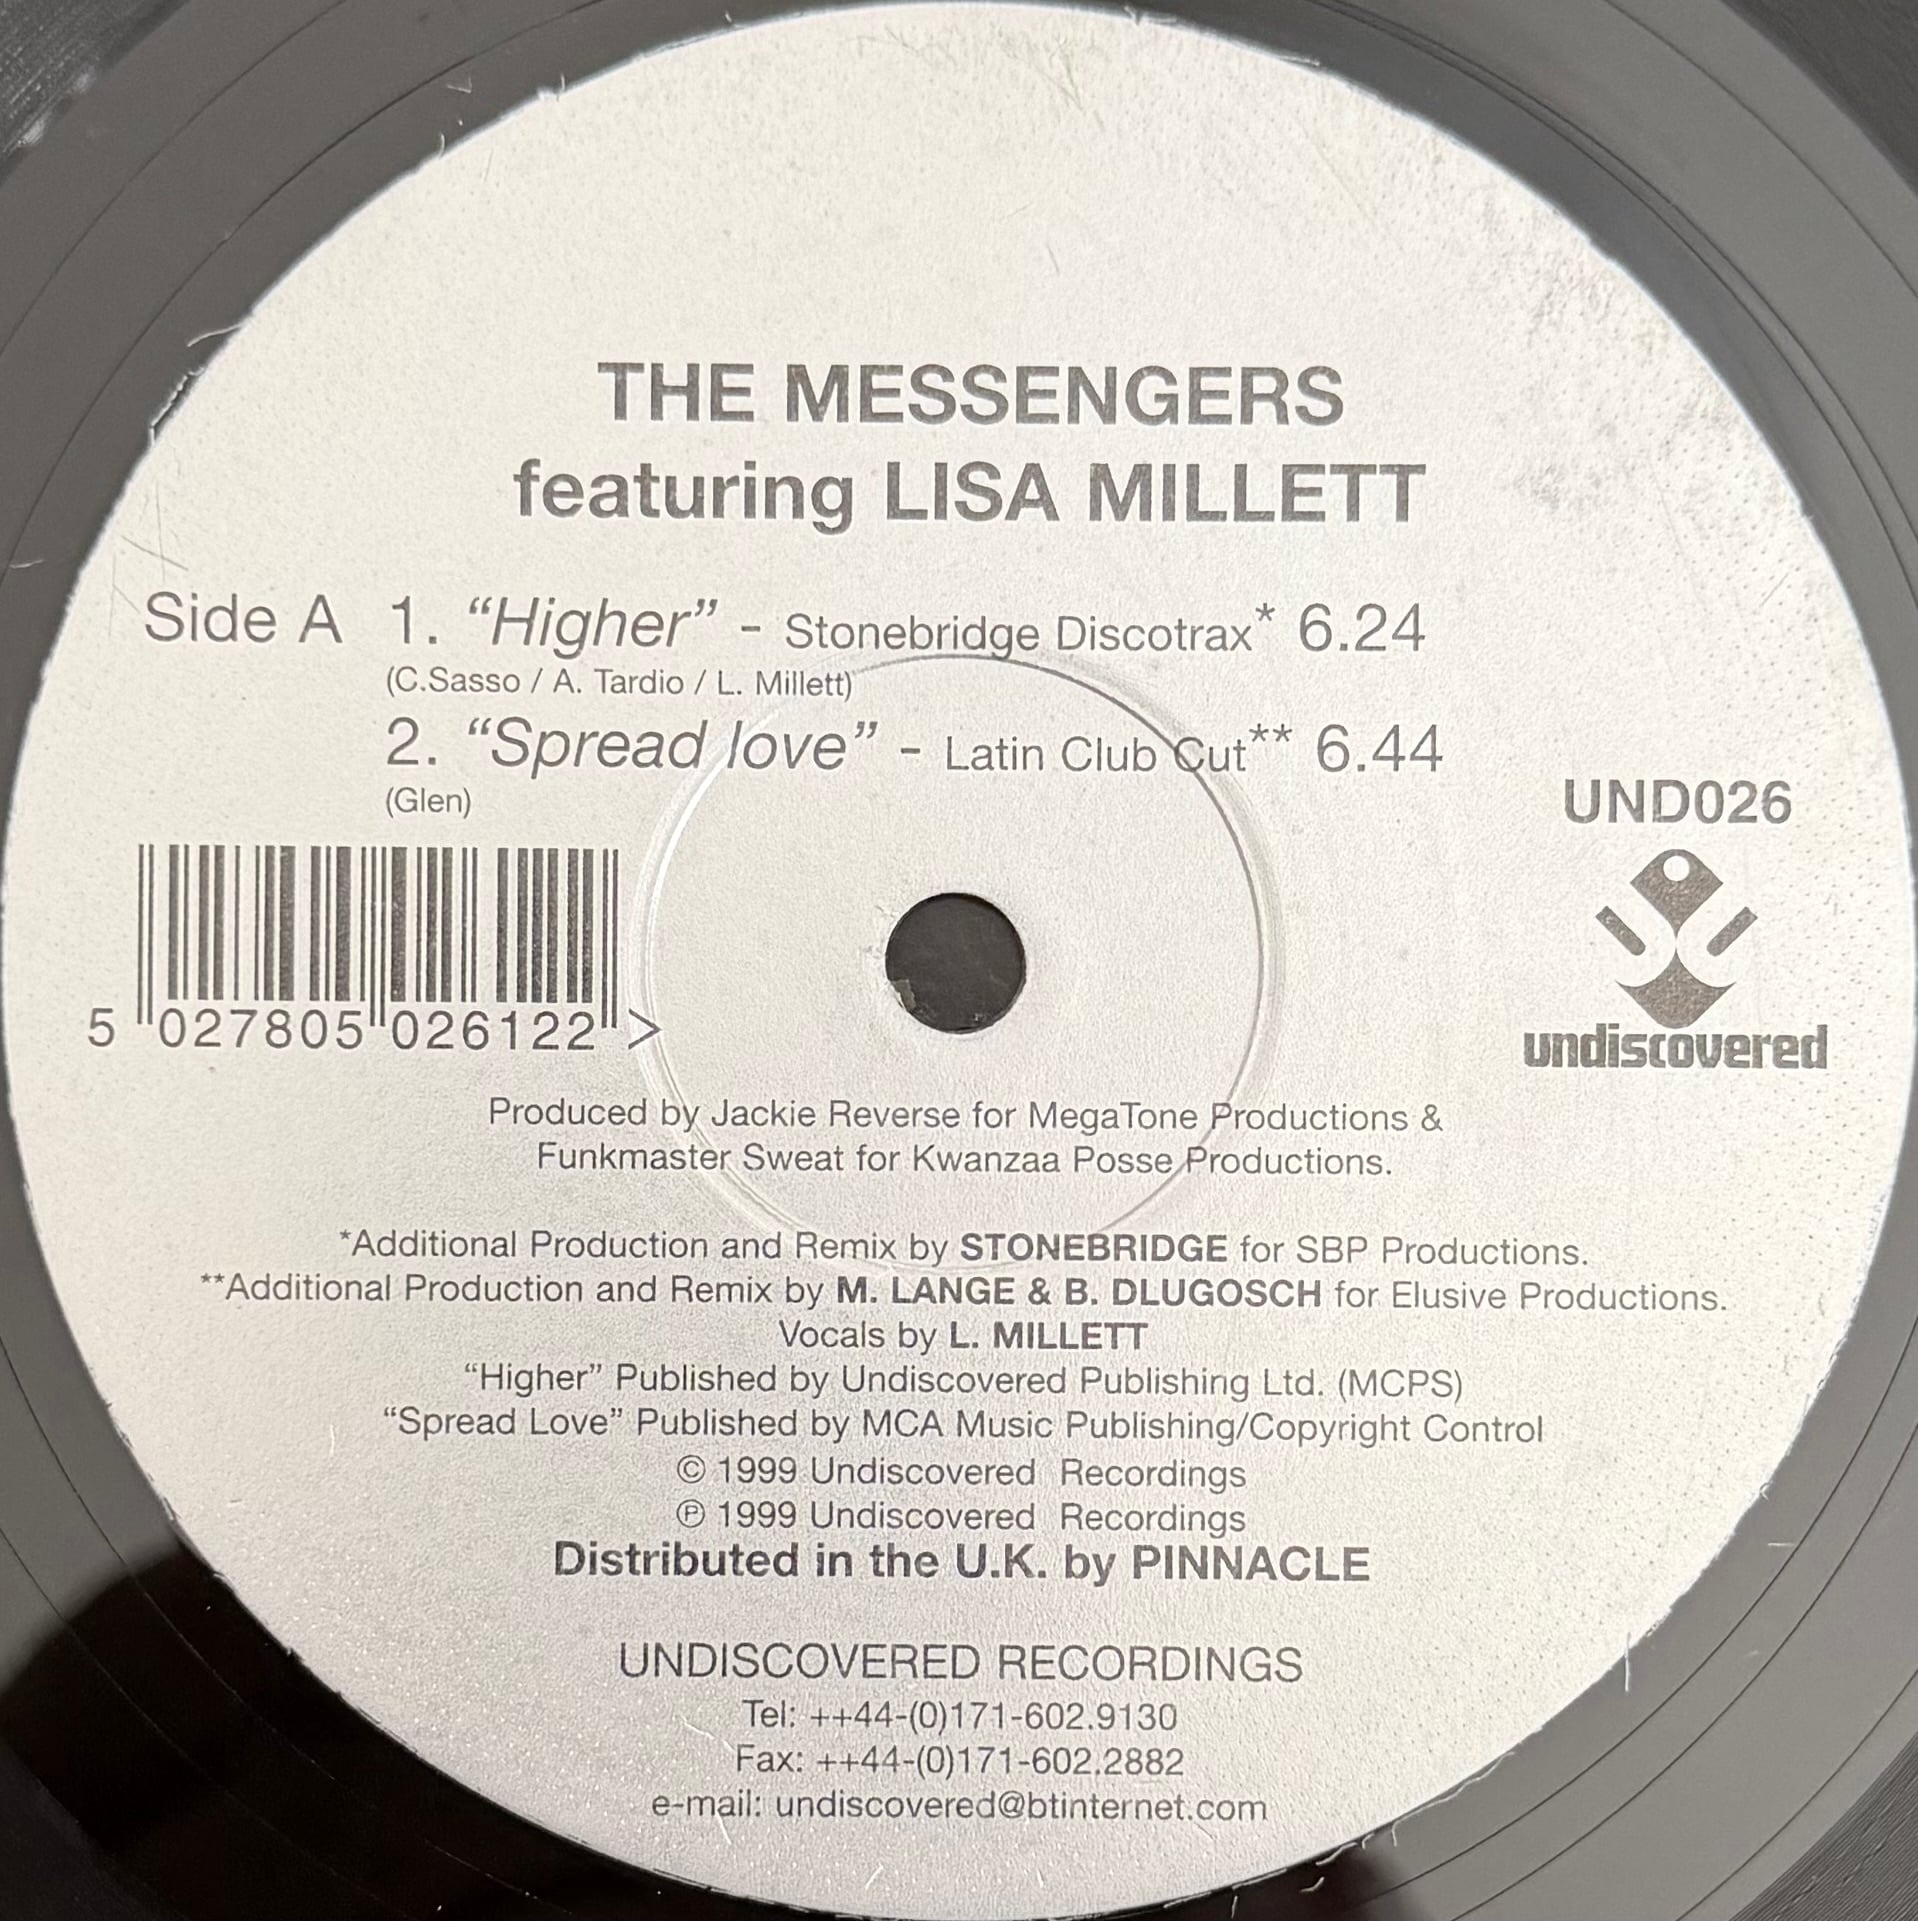 THE MESSENGERS
featuring LISA MILLETT
Side A 1. “Higher” - Stonebridge Discotrax* 6.24
(C.Sasso / A. Tardio / L. Millett)
2. “Spread love” - Latin Club Cut** 6.44
(Glen)
UND026
undiscovered
5 027805 026122 >
Produced by Jackie Reverse for MegaTone Productions &
Funkmaster Sweat for Kwanzaa Posse Productions.
*Additional Production and Remix by STONEBRIDGE for SBP Productions.
**Additional Production and Remix by M. LANGE & B. DLUGOSCH for Elusive Productions.
Vocals by L. MILLETT
“Higher” Published by Undiscovered Publishing Ltd. (MCPS)
“Spread Love” Published by MCA Music Publishing/Copyright Control
© 1999 Undiscovered Recordings
℗ 1999 Undiscovered Recordings
Distributed in the U.K. by PINNACLE
UNDISCOVERED RECORDINGS
Tel: ++44-(0)171-602.9130
Fax: ++44-(0)171-602.2882
e-mail: undiscovered@btinternet.com